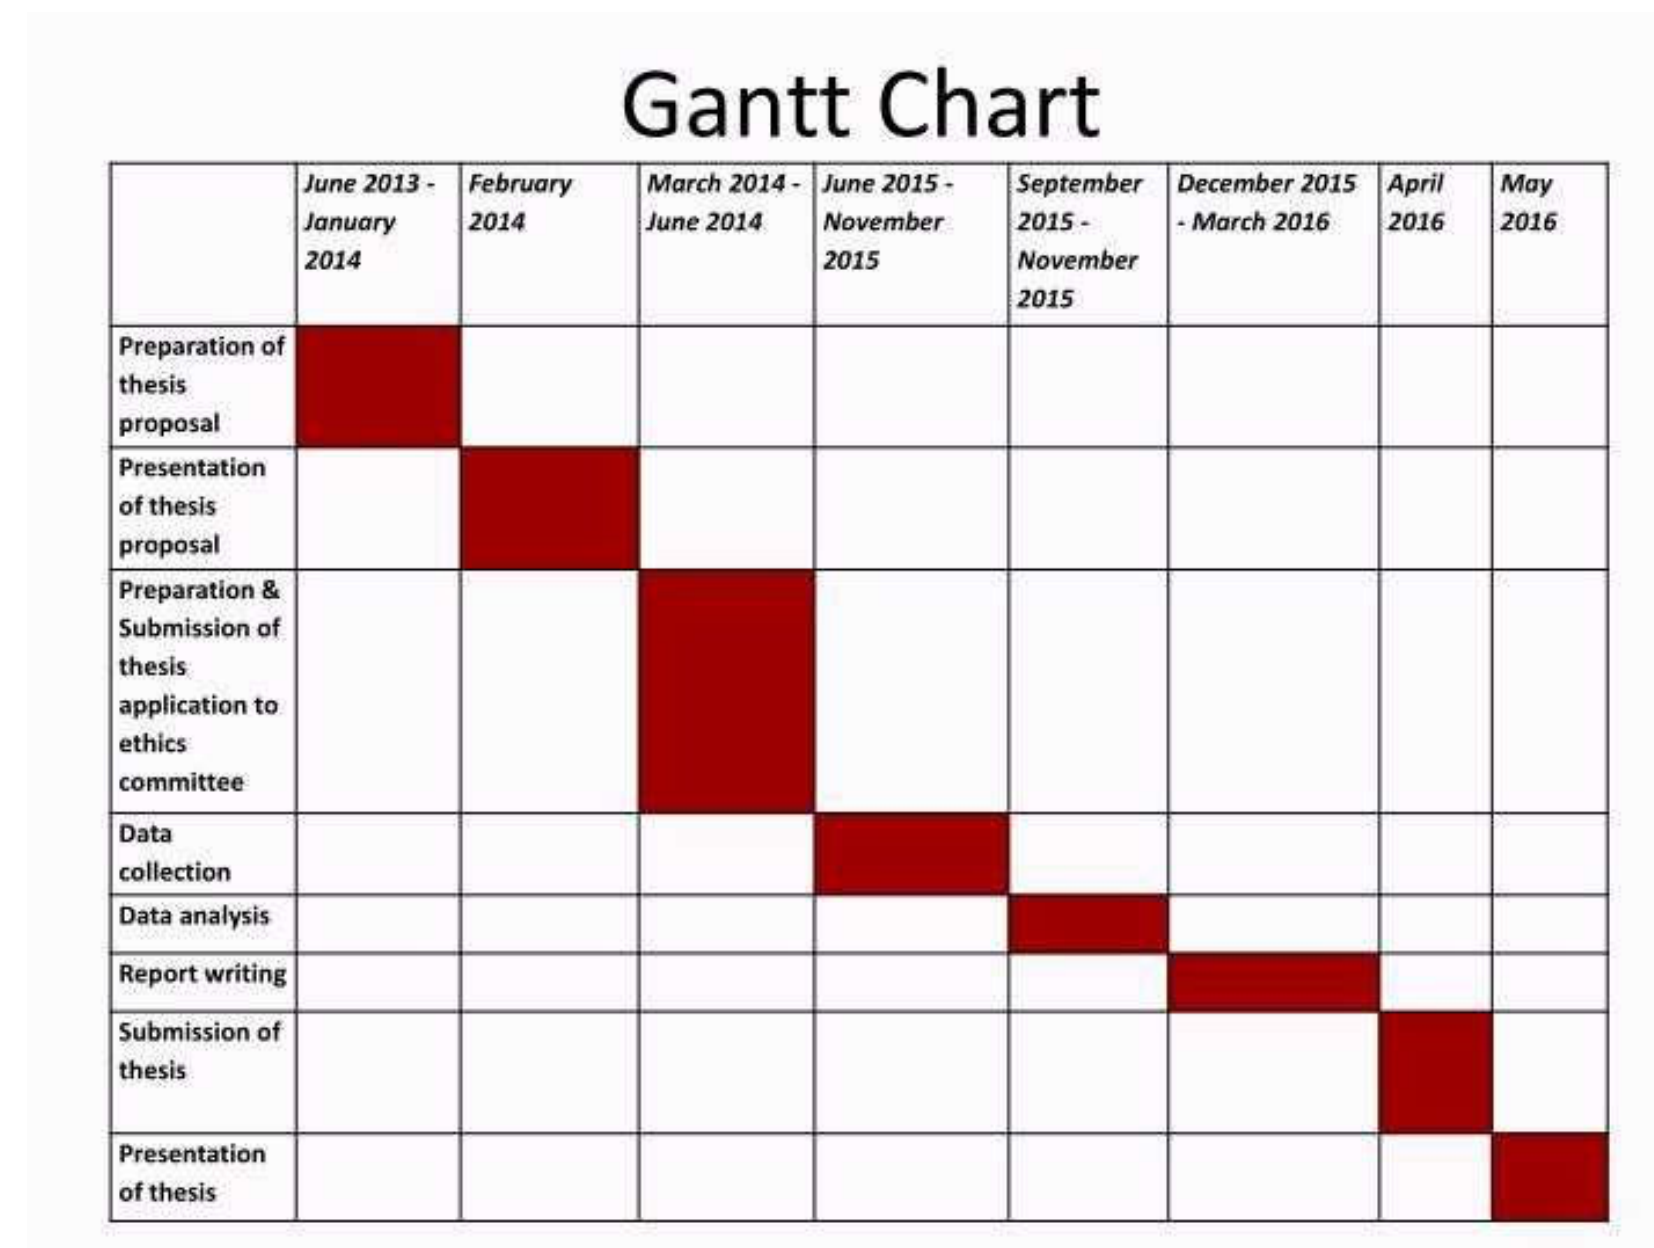 Gantt Chart
June 2013 -
January
2014
February
2014
March 2014 -
June 2014
June 2015 -
November
2015
September
2015 -
November
2015
December 2015
- March 2016
April
2016
May
2016
Preparation of
thesis
proposal
Presentation
of thesis
proposal
Preparation &
Submission of
thesis
application to
ethics
committee
Data
collection
Data analysis
Report writing
Submission of
thesis
Presentation
of thesis